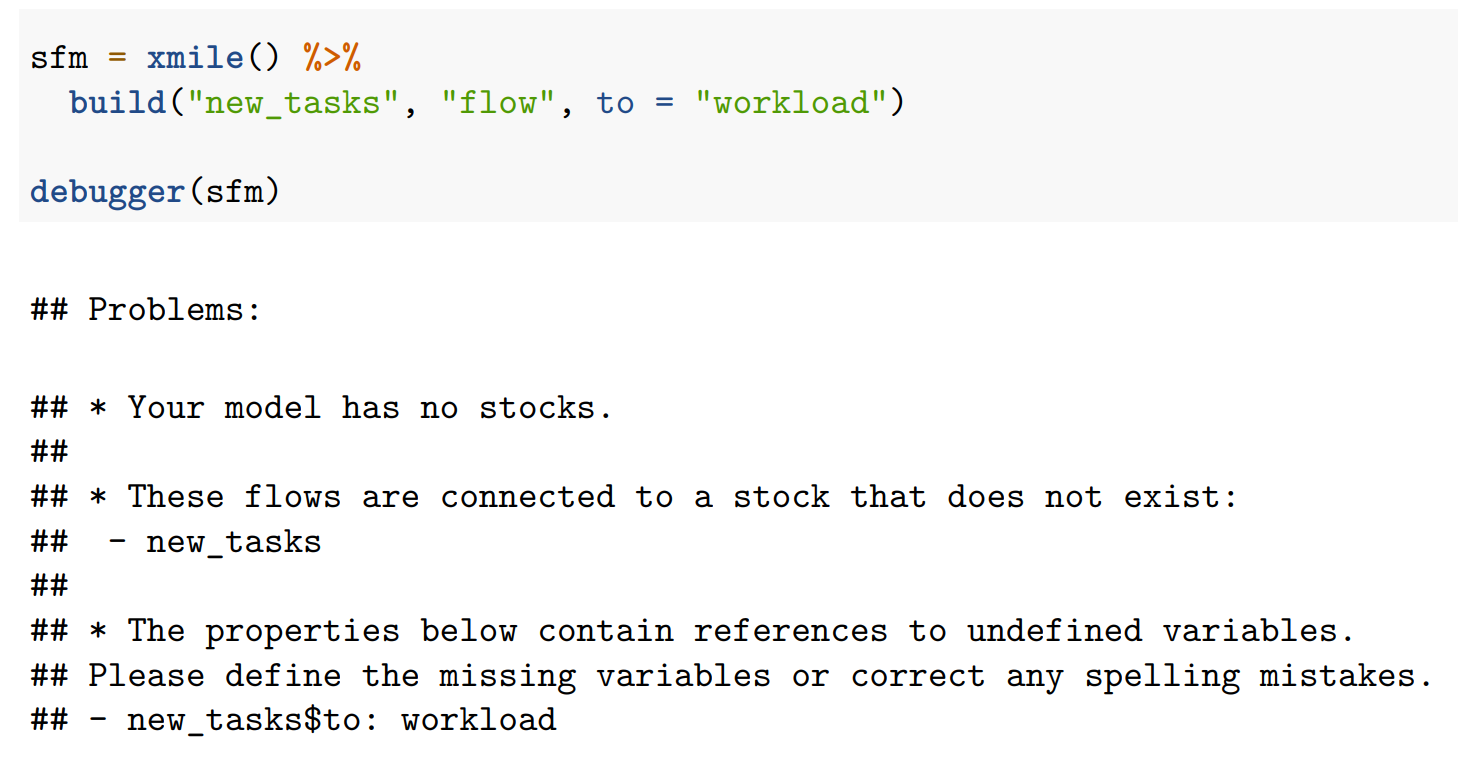 sfm = xmile() %>%
  build("new_tasks", "flow", to = "workload")
debugger(sfm)
## Problems:
## * Your model has no stocks.
##
## * These flows are connected to a stock that does not exist:
##  - new_tasks
##
## * The properties below contain references to undefined variables.
## Please define the missing variables or correct any spelling mistakes.
## - new_tasks$to: workload